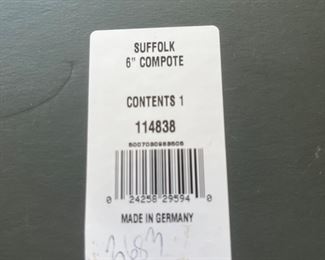 SUFFOLK
6" COMPOTE
CONTENTS 1
114838
0 24258 29594 0
MADE IN GERMANY